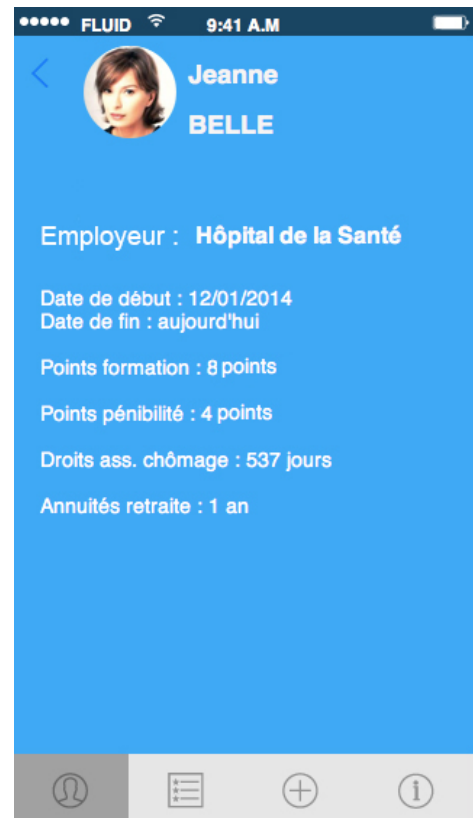 FLUID 9:41 A.M
Jeanne
BELLE
Employeur : Hôpital de la Santé
Date de début : 12/01/2014
Date de fin : aujourd'hui
Points formation : 8 points
Points pénibilité : 4 points
Droits ass. chômage : 537 jours
Annuités retraite : 1 an